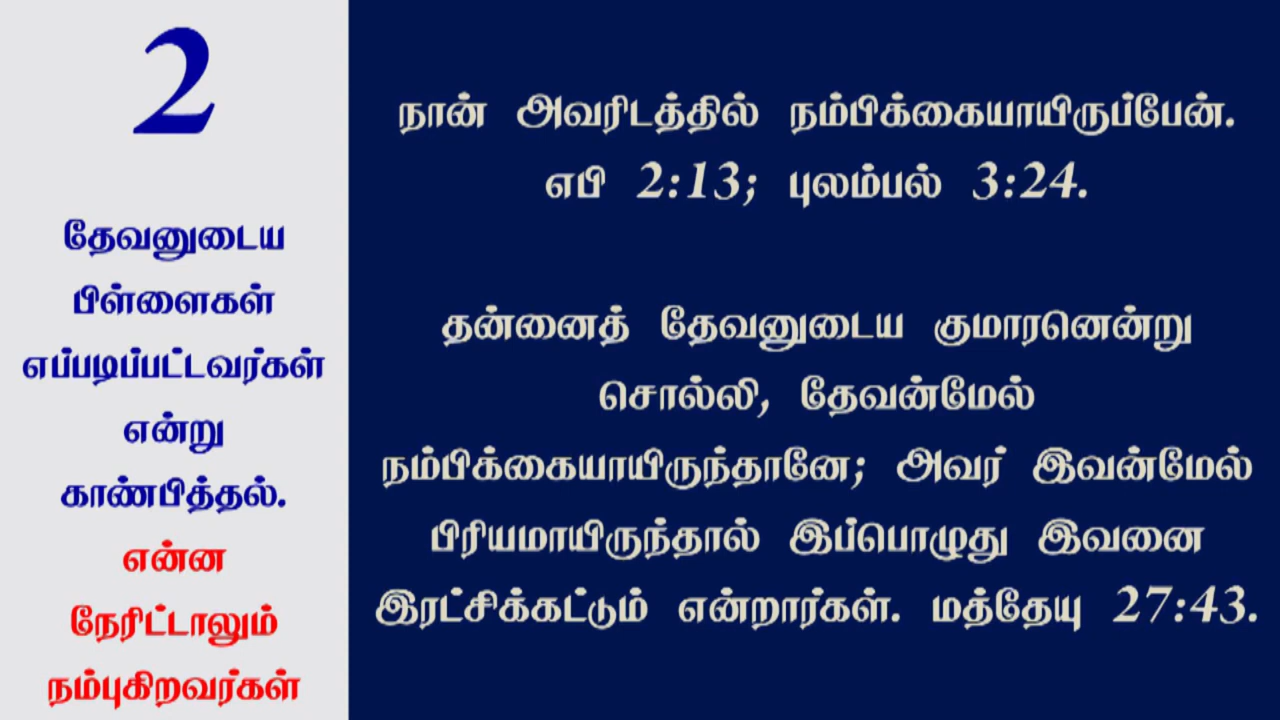 2
தேவனுடைய
பிள்ளைகள்
எப்படிப்பட்டவர்கள்
என்று
காண்பித்தல்.
என்ன
நேரிட்டாலும்
நம்புகிறவர்கள்
நான் அவரிடத்தில் நம்பிக்கையாயிருப்பேன்.
எபி 2:13; புலம்பல் 3:24.
தன்னைத் தேவனுடைய குமாரனென்று
சொல்லி, தேவன்மேல்
நம்பிக்கையாயிருந்தானே; அவர் இவன்மேல்
பிரியமாயிருந்தால் இப்பொழுது இவனை
இரட்சிக்கட்டும் என்றார்கள். மத்தேயு 27:43.